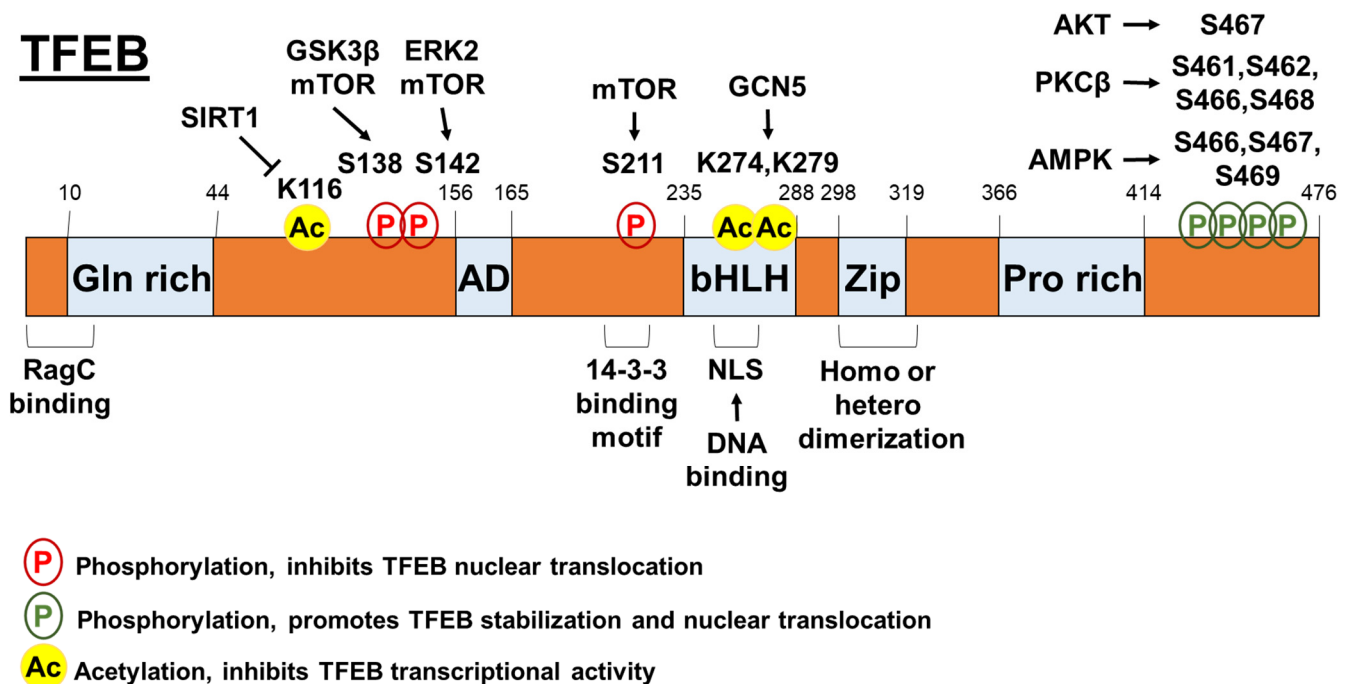 TFEB
GSK3β
mTOR
ERK2
mTOR
SIRT1
S138
S142
K116
mTOR
S211
GCN5
K274,K279
AKT
S467
PKCβ
S461,S462,
S466,S468
AMPK
S466,S467,
S469
10
44
156
165
235
288
298
319
366
414
476
Ac
P
P
P
Ac
Ac
P
P
P
P
Gln rich
AD
bHLH
Zip
Pro rich
RagC
binding
14-3-3
binding
motif
NLS
DNA
binding
Homo or
hetero
dimerization
P Phosphorylation, inhibits TFEB nuclear translocation
P Phosphorylation, promotes TFEB stabilization and nuclear translocation
Ac Acetylation, inhibits TFEB transcriptional activity